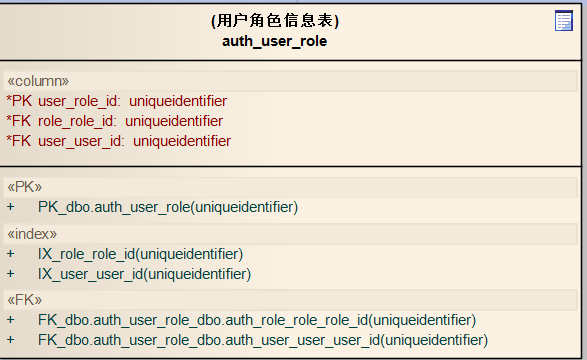 (用户角色信息表)
auth_user_role
«column»
*PK user_role_id: uniqueidentifier
*FK role_role_id: uniqueidentifier
*FK user_user_id: uniqueidentifier
«PK»
+ PK_dbo.auth_user_role(uniqueidentifier)
«index»
+ IX_role_role_id(uniqueidentifier)
+ IX_user_user_id(uniqueidentifier)
«FK»
+ FK_dbo.auth_user_role_dbo.auth_role_role_role_id(uniqueidentifier)
+ FK_dbo.auth_user_role_dbo.auth_user_user_user_id(uniqueidentifier)